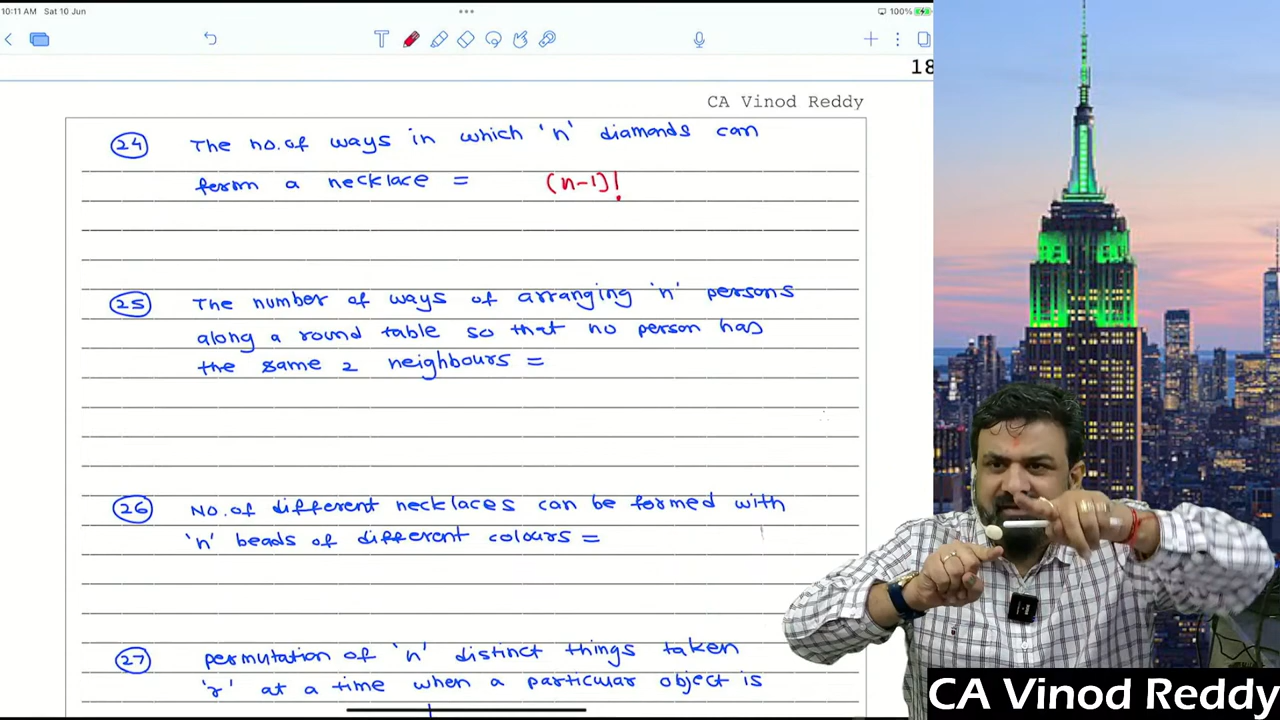 10:11 AM Sat 10 Jun
100%
T
18
CA Vinod Reddy
24 The no. of ways in which 'n' diamonds can
form a necklace = (n-1)!
25 The number of ways of arranging 'n' persons
along a round table so that no person has
the same 2 neighbours =
26 No. of different necklaces can be formed with
'n' beads of different colours =
27 permutation of 'n' distinct things taken
'r' at a time when a particular object is
CA Vinod Reddy